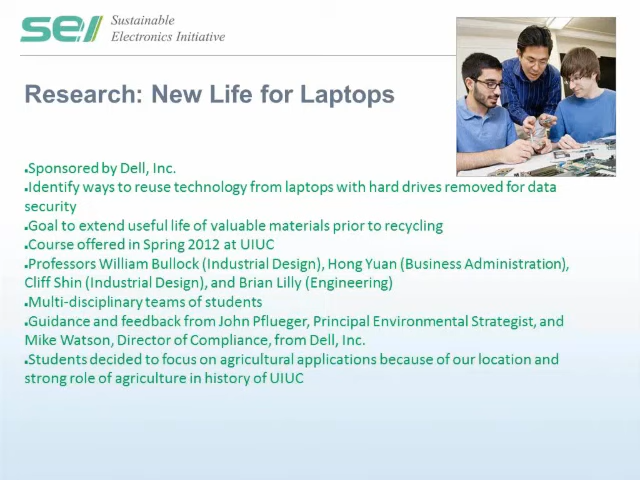 SEI Sustainable
Electronics Initiative
Research: New Life for Laptops
•Sponsored by Dell, Inc.
•Identify ways to reuse technology from laptops with hard drives removed for data
security
•Goal to extend useful life of valuable materials prior to recycling
•Course offered in Spring 2012 at UIUC
•Professors William Bullock (Industrial Design), Hong Yuan (Business Administration),
Cliff Shin (Industrial Design), and Brian Lilly (Engineering)
•Multi-disciplinary teams of students
•Guidance and feedback from John Pflueger, Principal Environmental Strategist, and
Mike Watson, Director of Compliance, from Dell, Inc.
•Students decided to focus on agricultural applications because of our location and
strong role of agriculture in history of UIUC